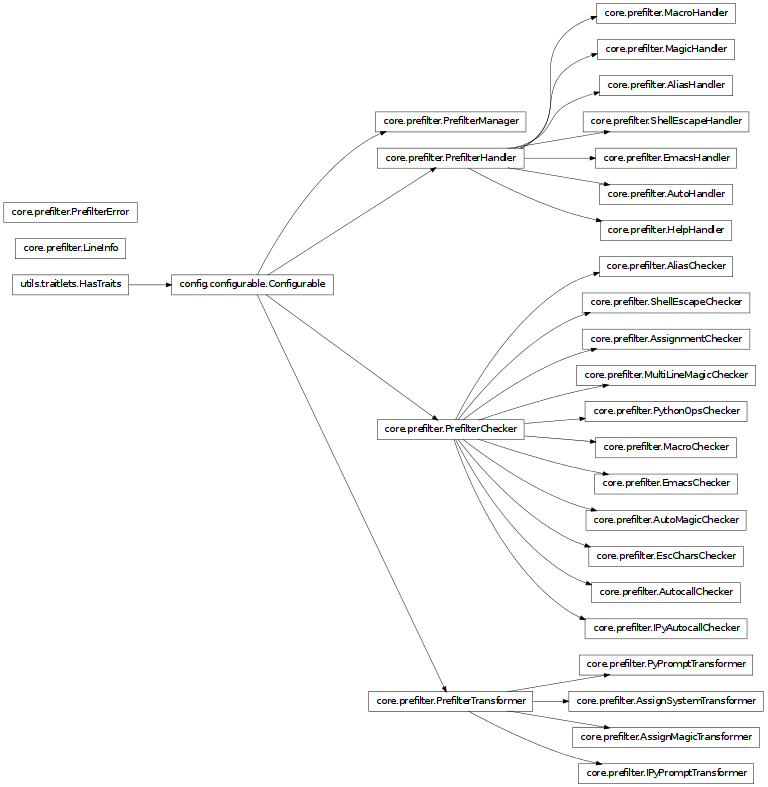 core.prefilter.MacroHandler
core.prefilter.MagicHandler
core.prefilter.AliasHandler
core.prefilter.PrefilterManager
core.prefilter.ShellEscapeHandler
core.prefilter.PrefilterHandler
core.prefilter.EmacsHandler
core.prefilter.AutoHandler
core.prefilter.PrefilterError
core.prefilter.HelpHandler
core.prefilter.LineInfo
core.prefilter.AliasChecker
utils.traitlets.HasTraits
config.configurable.Configurable
core.prefilter.ShellEscapeChecker
core.prefilter.AssignmentChecker
core.prefilter.MultiLineMagicChecker
core.prefilter.PythonOpsChecker
core.prefilter.PrefilterChecker
core.prefilter.MacroChecker
core.prefilter.EmacsChecker
core.prefilter.AutoMagicChecker
core.prefilter.EscCharsChecker
core.prefilter.AutocallChecker
core.prefilter.IPyAutocallChecker
core.prefilter.PyPromptTransformer
core.prefilter.PrefilterTransformer
core.prefilter.AssignSystemTransformer
core.prefilter.AssignMagicTransformer
core.prefilter.IPyPromptTransformer